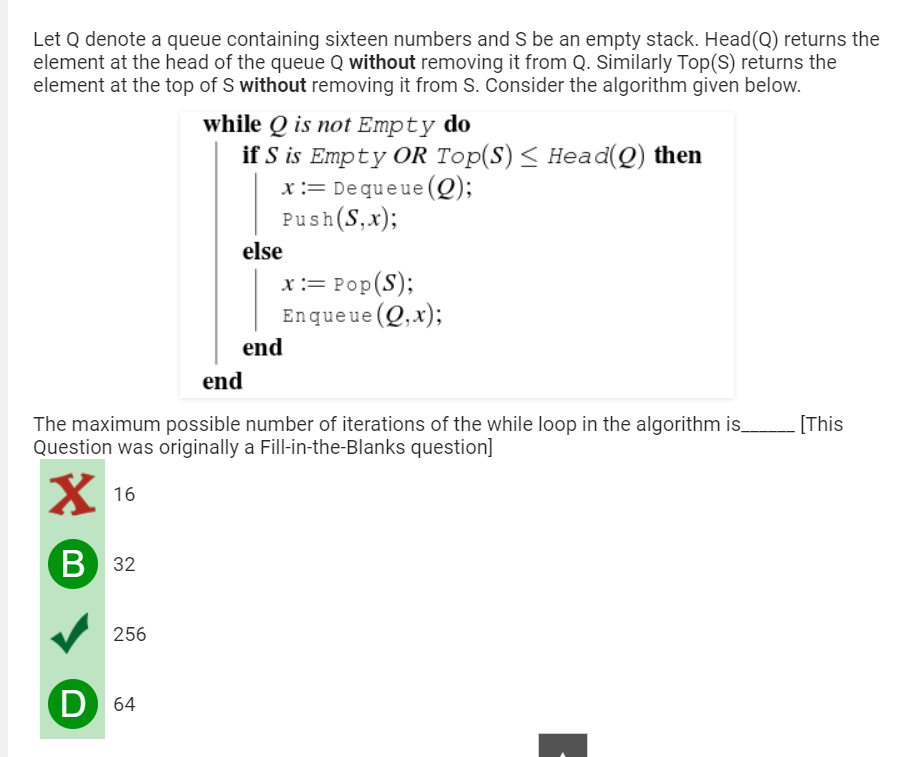 Let Q denote a queue containing sixteen numbers and S be an empty stack. Head(Q) returns the
element at the head of the queue Q without removing it from Q. Similarly Top(S) returns the
element at the top of S without removing it from S. Consider the algorithm given below.
while Q is not Empty do
if S is Empty OR Top(S) ≤ Head(Q) then
x := Dequeue(Q);
Push(S,x);
else
x := Pop(S);
Enqueue(Q,x);
end
end
The maximum possible number of iterations of the while loop in the algorithm is______ [This
Question was originally a Fill-in-the-Blanks question]
X 16
B 32
256
D 64